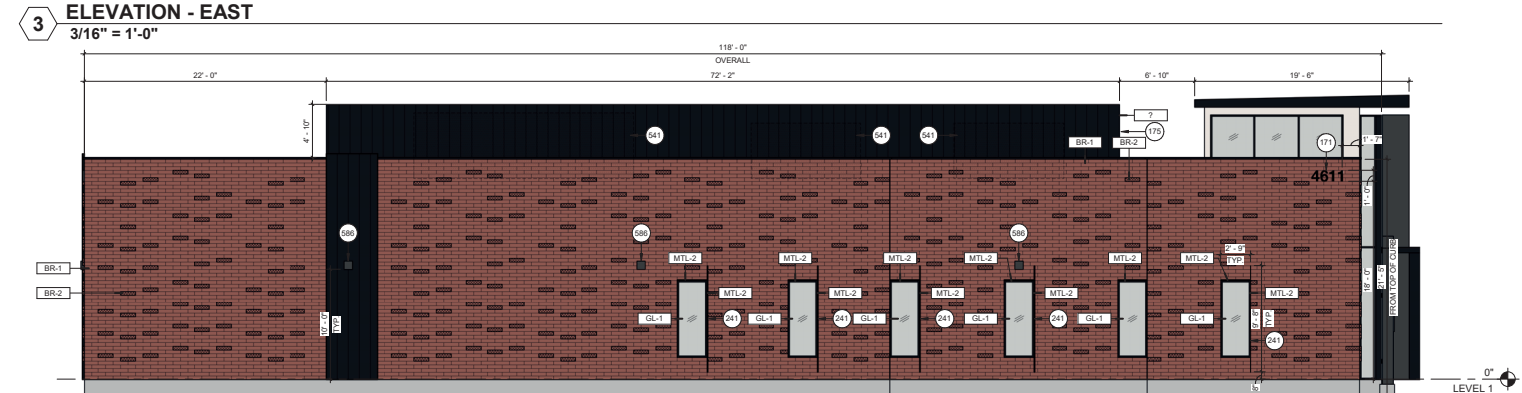 3 ELEVATION - EAST
3/16" = 1'-0"
118' - 0"
OVERALL
22' - 0"
72' - 2"
6' - 10"
19' - 6"
4' - 10"
541
541
541
?
175
BR-1
BR-2
171
1' - 7"
4611
1' - 0"
586
586
586
BR-1
BR-2
MTL-2
MTL-2
MTL-2
MTL-2
MTL-2
MTL-2
2' - 9"
TYP.
MTL-2
MTL-2
MTL-2
MTL-2
MTL-2
GL-1
241
GL-1
241
GL-1
241
GL-1
241
GL-1
GL-1
241
10' - 0"
TYP.
9' - 8"
TYP.
8"
18' - 0"
21' - 5"
FROM TOP OF CURB
0"
LEVEL 1